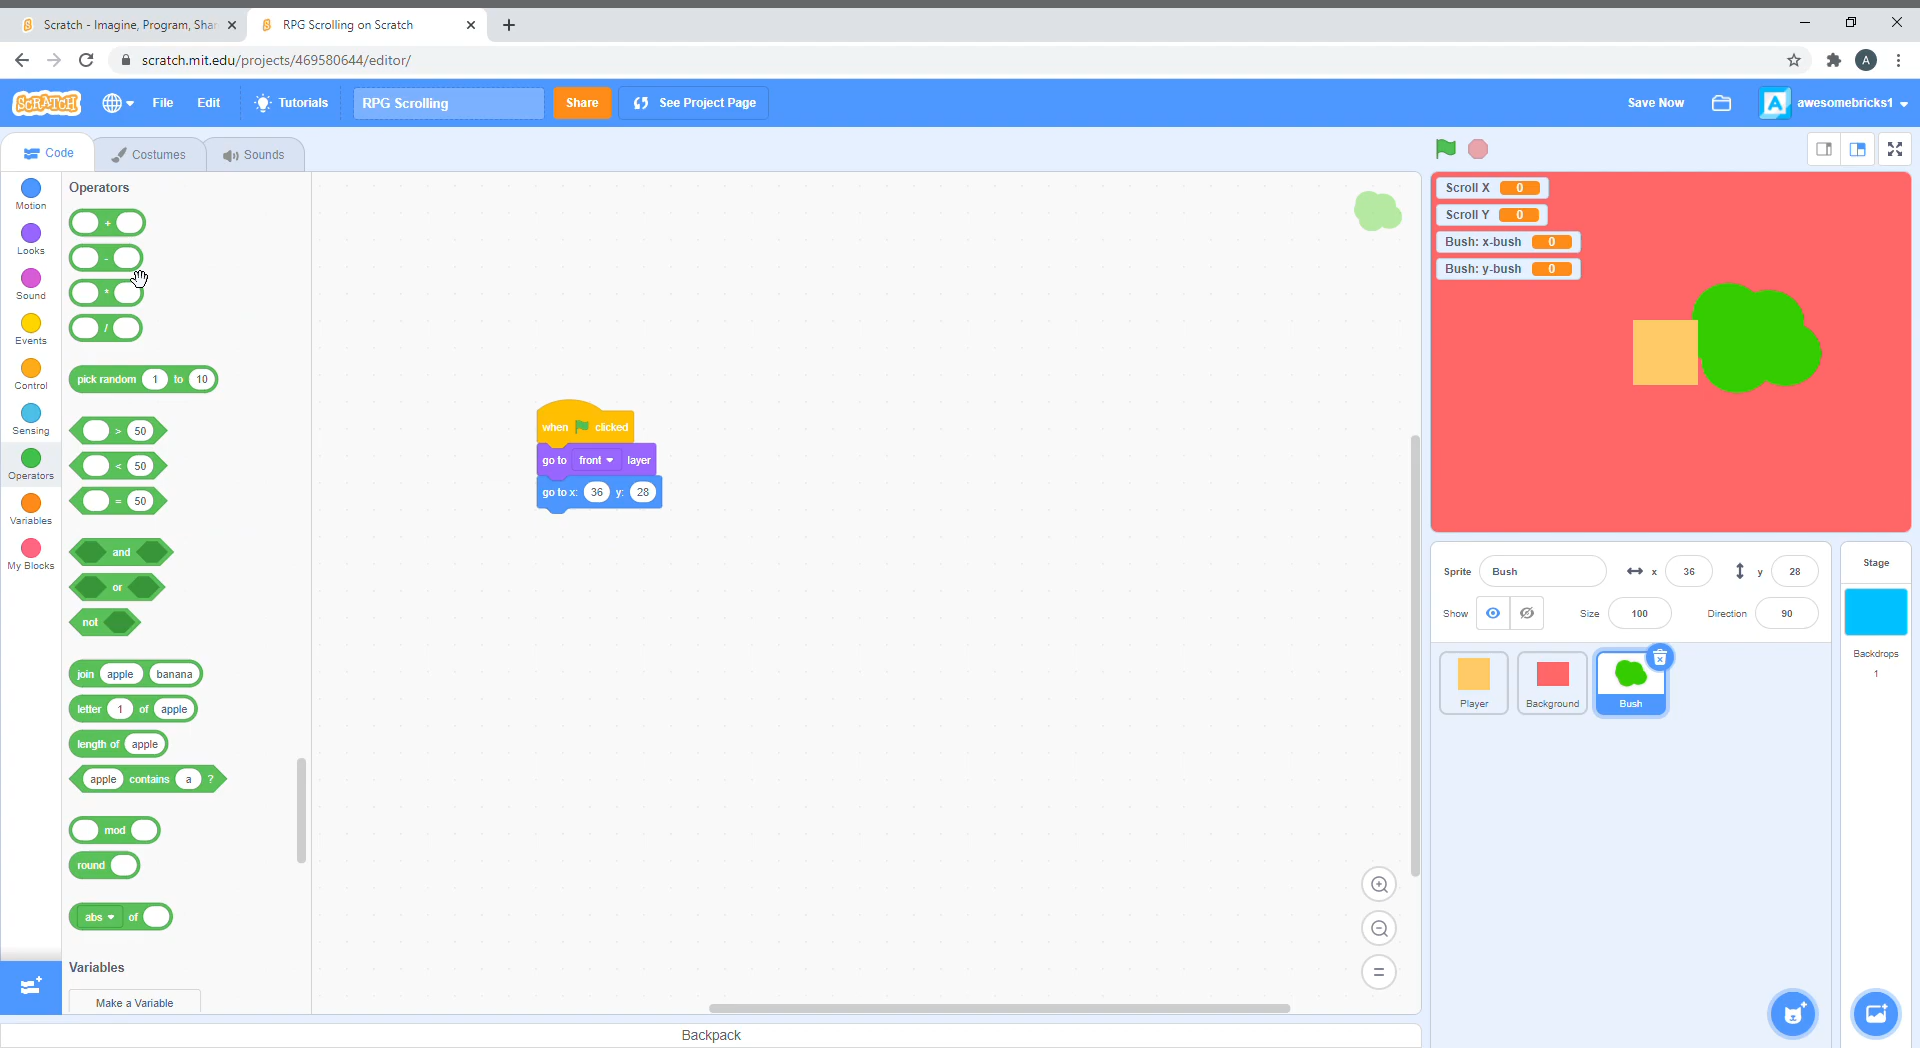 Scratch - Imagine, Program, Shar
RPG Scrolling on Scratch
scratch.mit.edu/projects/469580644/editor/
A
SCRATCH
File
Edit
Tutorials
RPG Scrolling
Share
See Project Page
Save Now
A
awesomebricks1
Code
Costumes
Sounds
Motion
Looks
Sound
Events
Control
Sensing
Operators
Variables
My Blocks
Operators
+
-
*
/
pick random 1 to 10
> 50
< 50
= 50
and
or
not
join apple banana
letter 1 of apple
length of apple
apple contains a ?
mod
round
abs of
Variables
Make a Variable
when clicked
go to front layer
go to x: 36 y: 28
Scroll X 0
Scroll Y 0
Bush: x-bush 0
Bush: y-bush 0
Sprite Bush x 36 y 28
Show Size 100 Direction 90
Player
Background
Bush
Stage
Backdrops
1
Backpack